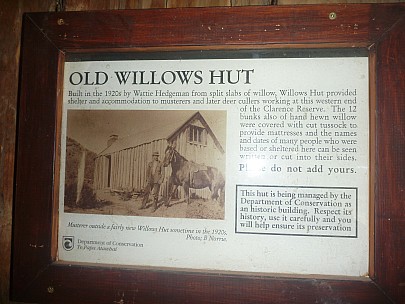 OLD WILLOWS HUT
Built in the 1920s by Wattie Hedgeman from split slabs of willow, Willows Hut provided
shelter and accommodation to musterers and later deer cullers working at this western end
of the Clarence Reserve. The 12
bunks also of hand hewn willow
were covered with cut tussock to
provide mattresses and the names
and dates of many people who were
based or sheltered here can be seen
written or cut into their sides.
Please do not add yours.
This hut is being managed by the
Department of Conservation as
an historic building. Respect its
history, use it carefully and you
will help ensure its preservation
Musterer outside a fairly new Willows Hut sometime in the 1920s.
Photo; B Norrie.
Department of Conservation
Te Papa Atawhai